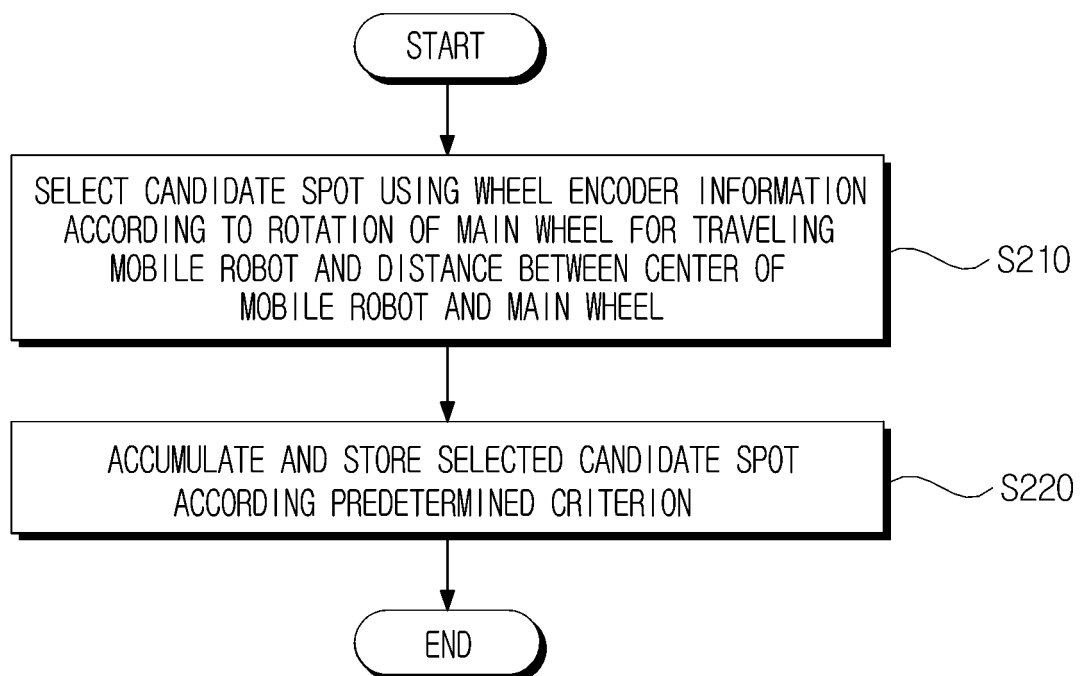 START
SELECT CANDIDATE SPOT USING WHEEL ENCODER INFORMATION
ACCORDING TO ROTATION OF MAIN WHEEL FOR TRAVELING
MOBILE ROBOT AND DISTANCE BETWEEN CENTER OF
MOBILE ROBOT AND MAIN WHEEL
S210
ACCUMULATE AND STORE SELECTED CANDIDATE SPOT
ACCORDING PREDETERMINED CRITERION
S220
END